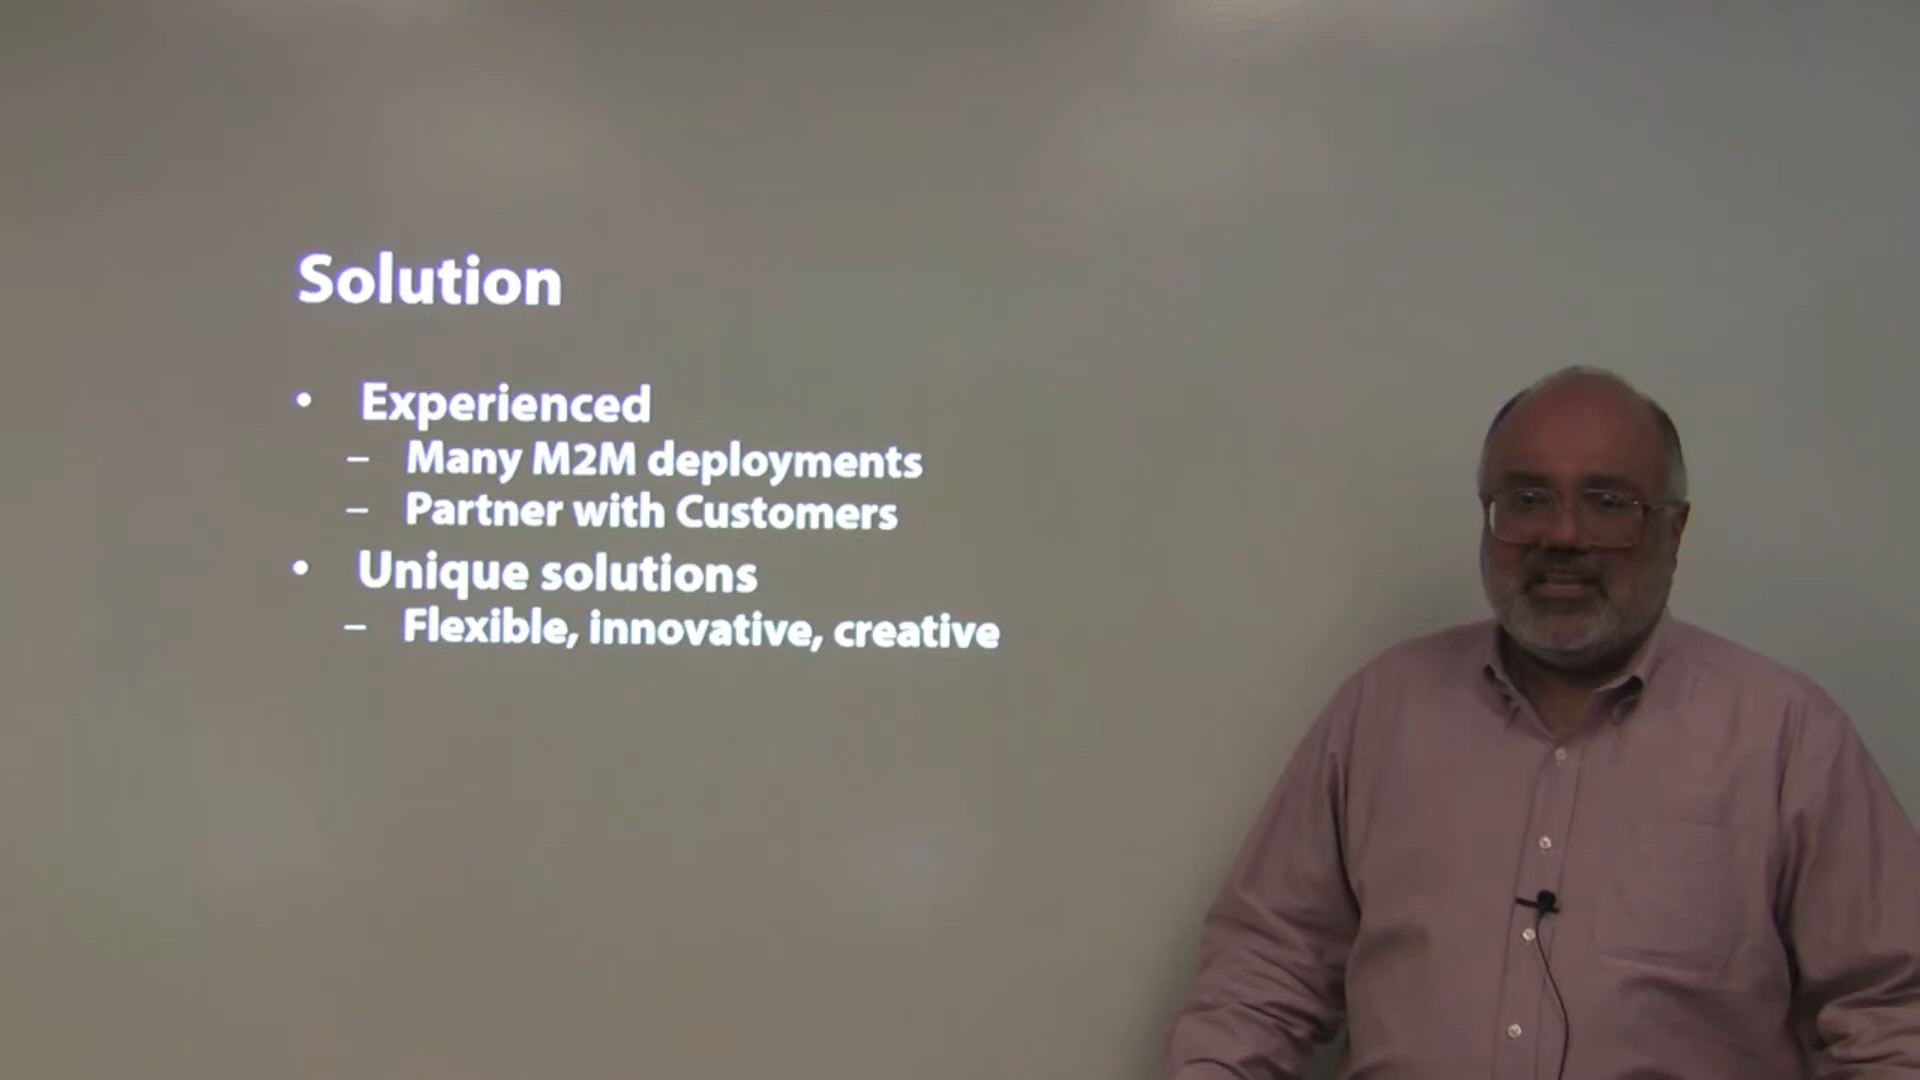 Solution
• Experienced
– Many M2M deployments
– Partner with Customers
• Unique solutions
– Flexible, innovative, creative